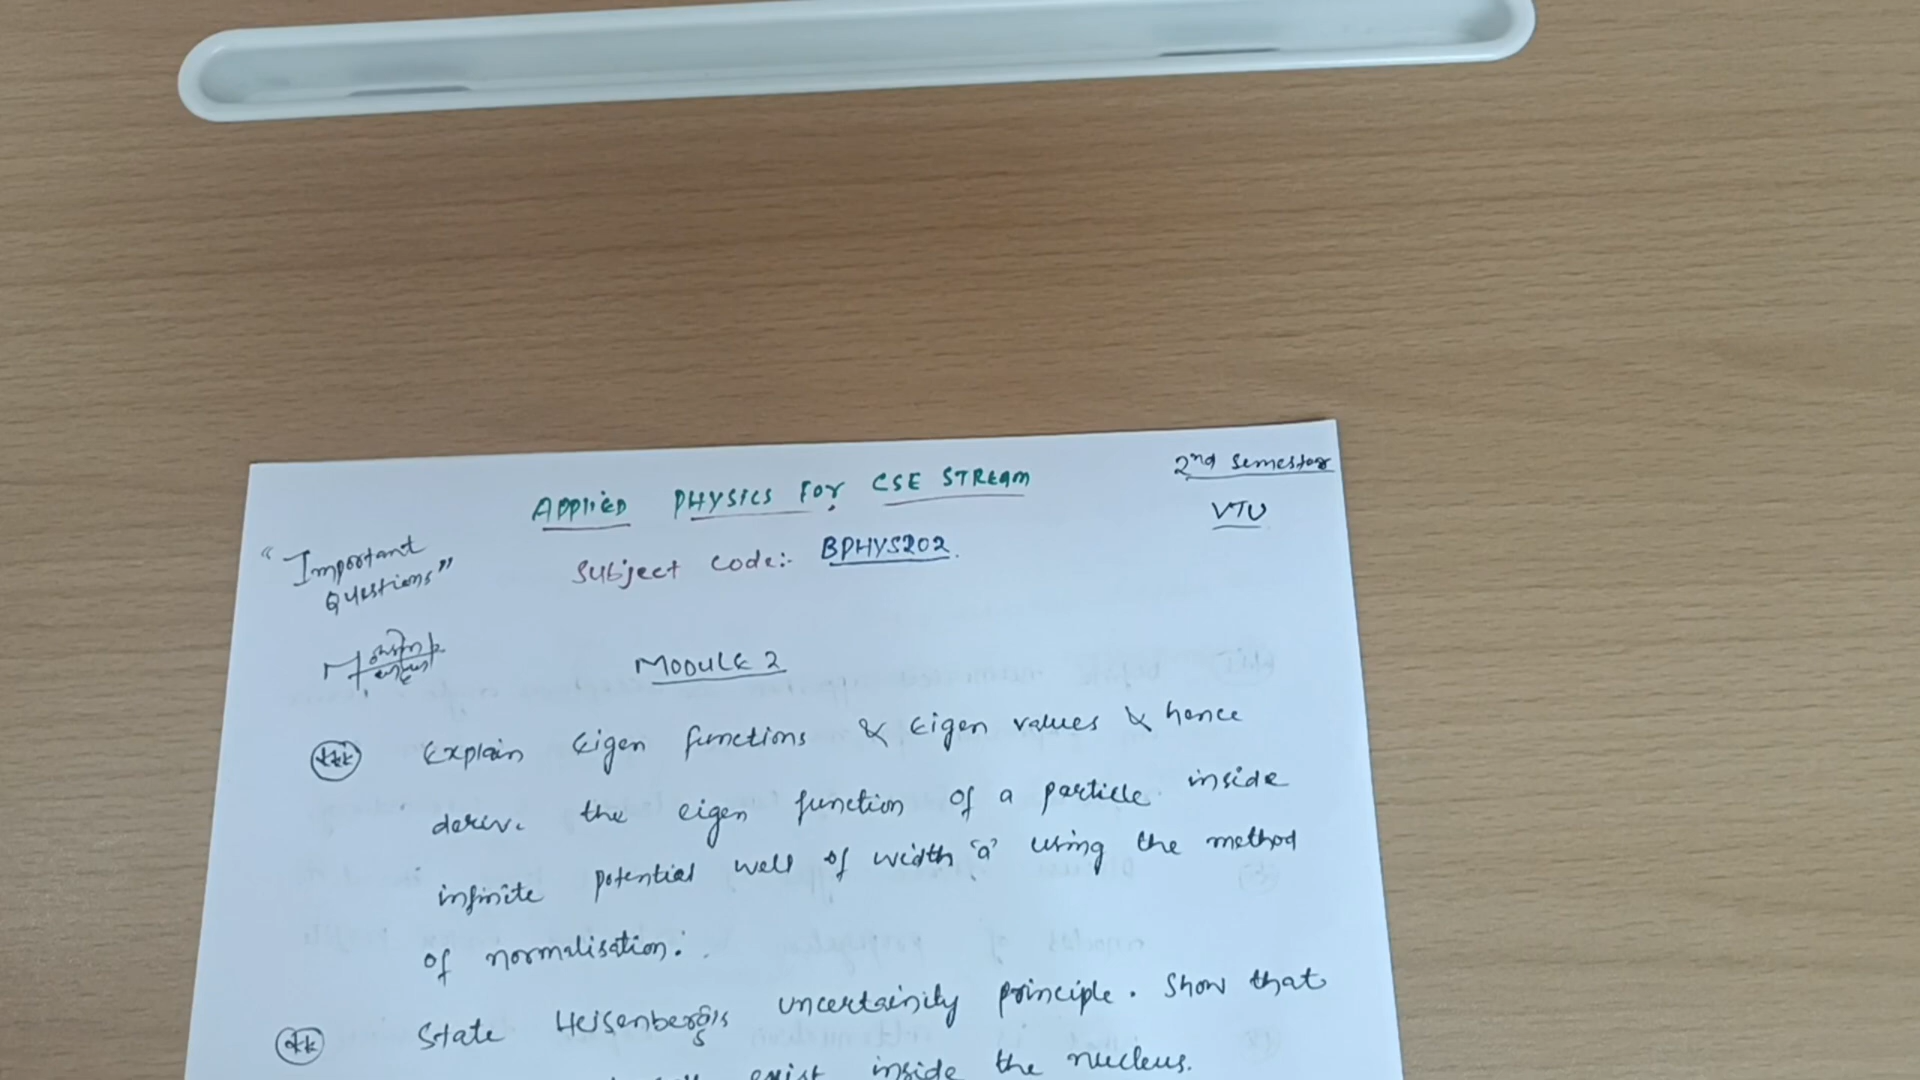 2nd semester
APPLIED PHYSICS FOR CSE STREAM
VTU
"Important
Questions"
Subject code:- BPHYS202.
MODULE 2
*** Explain Eigen functions & Eigen values & hence
derive the eigen function of a particle inside
infinite potential well of width 'a' using the method
of normalisation.
** State Heisenberg's uncertainity principle. Show that
exist inside the nucleus.